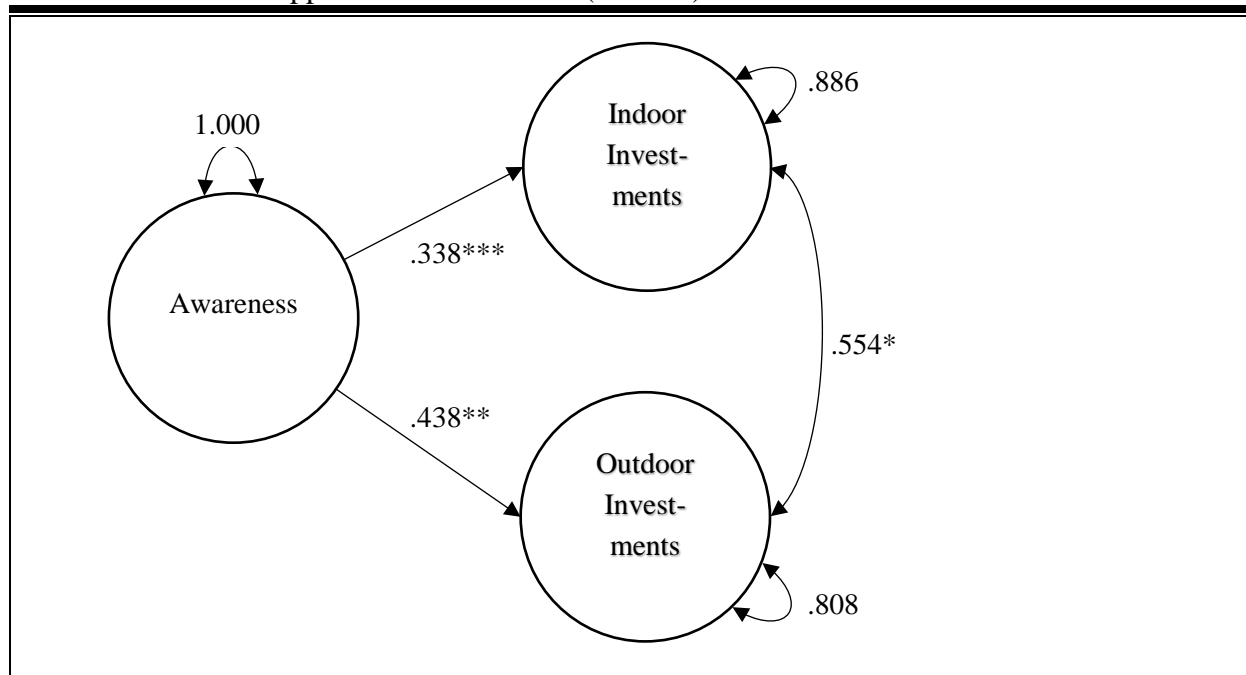 1.000
Awareness
.338***
.438**
Indoor
Invest-
ments
.886
.554*
Outdoor
Invest-
ments
.808